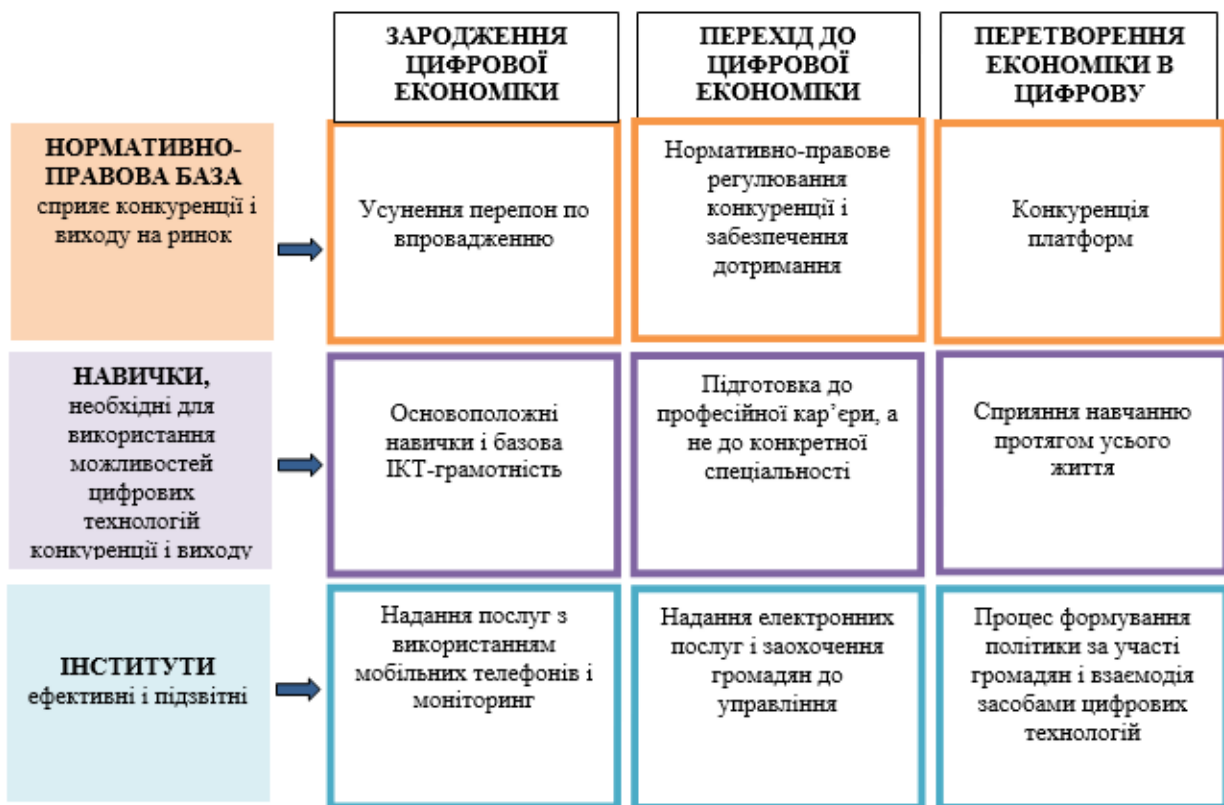 ЗАРОДЖЕННЯ
ЦИФРОВОЇ
ЕКОНОМІКИ
ПЕРЕХІД ДО
ЦИФРОВОЇ
ЕКОНОМІКИ
ПЕРЕТВОРЕННЯ
ЕКОНОМІКИ В
ЦИФРОВУ
НОРМАТИВНО-
ПРАВОВА БАЗА
сприяє конкуренції і
виходу на ринок
Усунення перепон по
впровадженню
Нормативно-правове
регулювання
конкуренції і
забезпечення
дотримання
Конкуренція
платформ
НАВИЧКИ,
необхідні для
використання
можливостей
цифрових
технологій
конкуренції і виходу
Основоположні
навички і базова
ІКТ-грамотність
Підготовка до
професійної кар’єри, а
не до конкретної
спеціальності
Сприяння навчанню
протягом усього
життя
ІНСТИТУТИ
ефективні і підзвітні
Надання послуг з
використанням
мобільних телефонів і
моніторинг
Надання електронних
послуг і заохочення
громадян до
управління
Процес формування
політики за участі
громадян і взаємодія
засобами цифрових
технологій